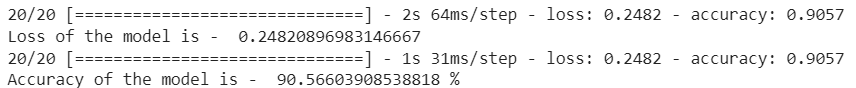 20/20 [==============================] - 2s 64ms/step - loss: 0.2482 - accuracy: 0.9057
Loss of the model is -  0.24820896983146667
20/20 [==============================] - 1s 31ms/step - loss: 0.2482 - accuracy: 0.9057
Accuracy of the model is -  90.56603908538818 %